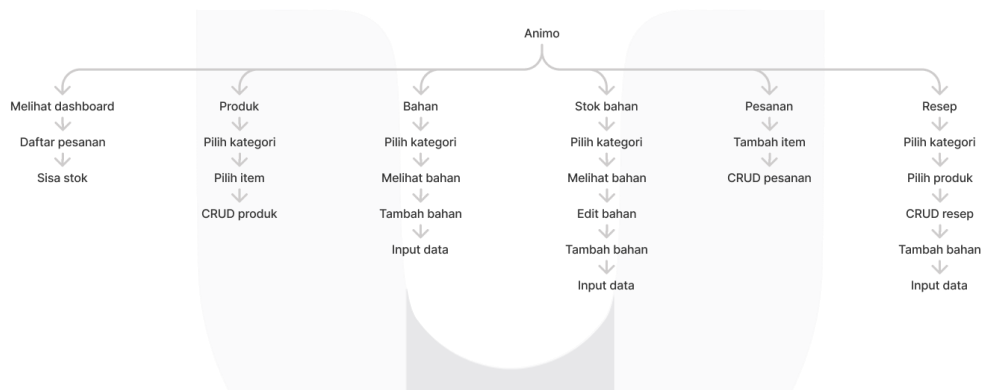 Animo
Melihat dashboard
Daftar pesanan
Sisa stok
Produk
Pilih kategori
Pilih item
CRUD produk
Bahan
Pilih kategori
Melihat bahan
Tambah bahan
Input data
Stok bahan
Pilih kategori
Melihat bahan
Edit bahan
Tambah bahan
Input data
Pesanan
Tambah item
CRUD pesanan
Resep
Pilih kategori
Pilih produk
CRUD resep
Tambah bahan
Input data